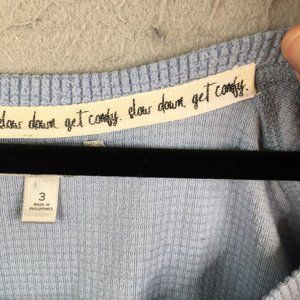 slow down get comfy. slow down get comfy.
3
MADE IN
PHILIPPINES